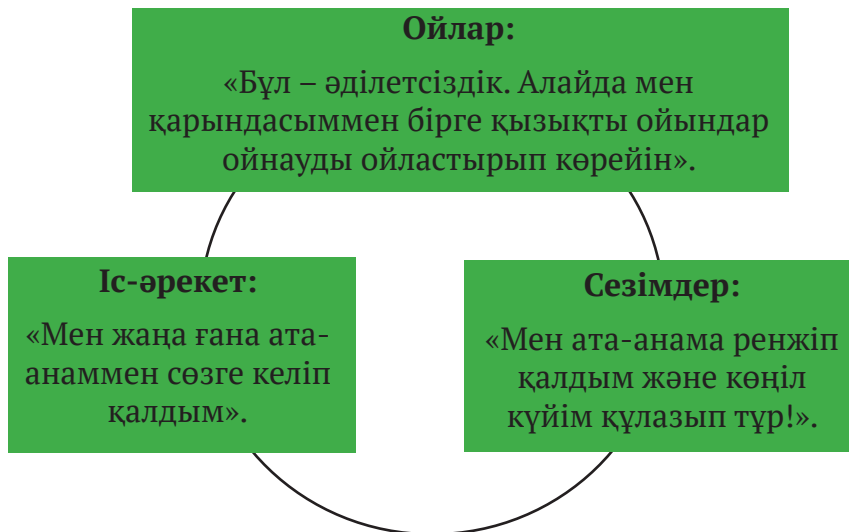 Ойлар:
«Бұл – әділетсіздік. Алайда мен
қарындасыммен бірге қызықты ойындар
ойнауды ойластырып көрейін».
Іс-әрекет:
«Мен жаңа ғана ата-
анаммен сөзге келіп
қалдым».
Сезімдер:
«Мен ата-анама ренжіп
қалдым және көңіл
күйім құлазып тұр!».